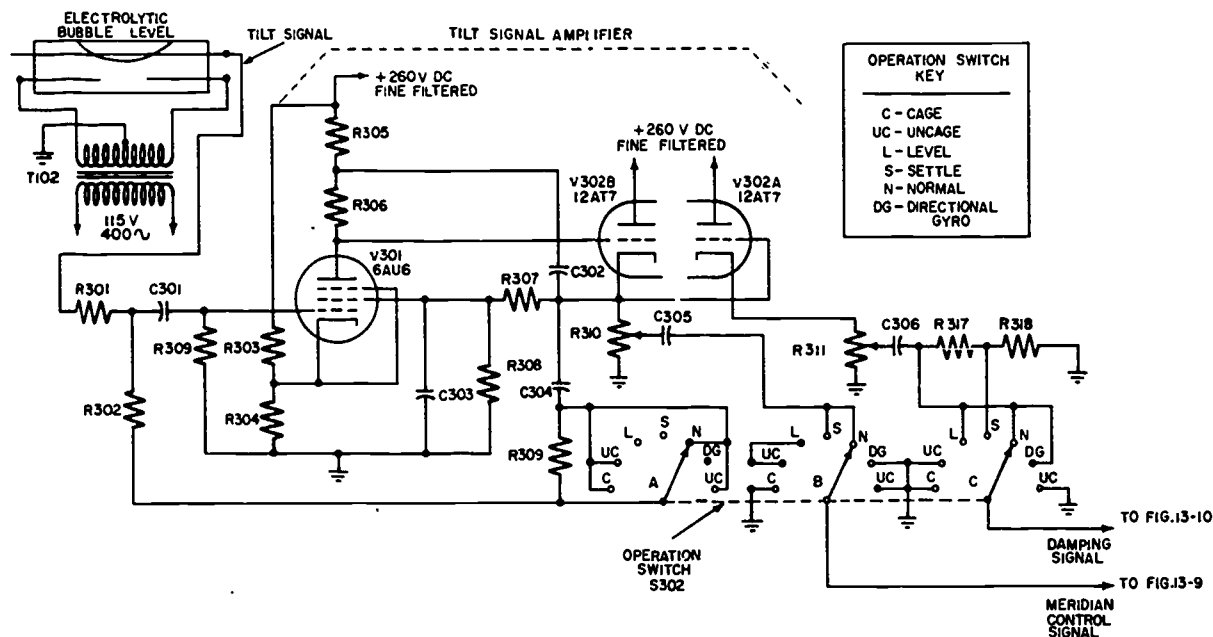 ELECTROLYTIC
BUBBLE LEVEL
TILT SIGNAL
TILT SIGNAL AMPLIFIER
+260V DC
FINE FILTERED
R305
R306
T102
115 V
400~
V301
6AU6
+260 V DC
FINE FILTERED
V302B
12AT7
V302A
12AT7
OPERATION SWITCH
KEY
C - CAGE
UC - UNCAGE
L - LEVEL
S - SETTLE
N - NORMAL
DG - DIRECTIONAL
GYRO
R301
C301
R309
R303
R302
R304
C303
R307
R308
C302
R310
C305
C304
R309
R311
C306
R317
R318
L
S
N
UC
DG
C
A
UC
L
S
N
UC
DG
C
B
UC
UC
C
L
S
N
DG
C
UC
OPERATION
SWITCH
S302
TO FIG.13-10
DAMPING
SIGNAL
TO FIG.13-9
MERIDIAN
CONTROL
SIGNAL